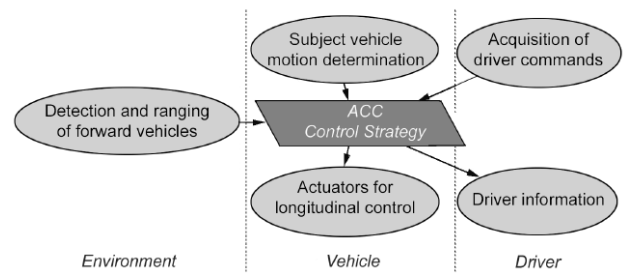 Subject vehicle
motion determination
Acquisition of
driver commands
Detection and ranging
of forward vehicles
ACC
Control Strategy
Actuators for
longitudinal control
Driver information
Environment
Vehicle
Driver